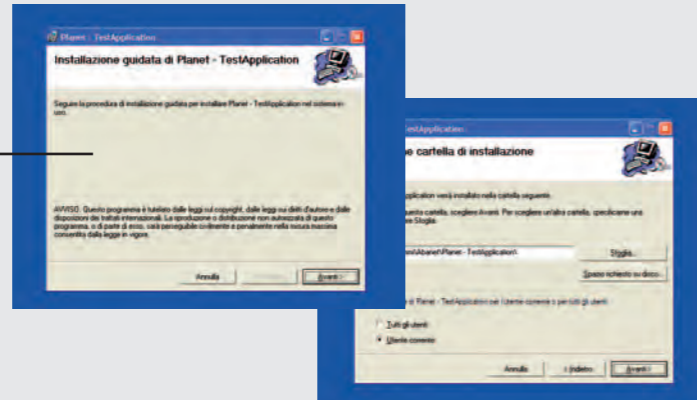 Planet - TestApplication
Installazione guidata di Planet - TestApplication
Seguire la procedura di installazione guidata per installare Planet - TestApplication nel sistema in
uso.
AVVISO: Questo programma è tutelato dalle leggi sul copyright, dalle leggi sui diritti d'autore e dalle
disposizioni dei trattati internazionali. La riproduzione o distribuzione non autorizzata di questo
programma, o di parte di esso, sarà perseguibile civilmente e penalmente nella misura massima
consentita dalla legge in vigore.
Annulla Avanti >
TestApplication
cartella di installazione
verrà installato nella cartella seguente.
questa cartella, scegliere Avanti. Per scegliere un'altra cartella, specificarne una
Sfoglia.
\Abanet\Planet - TestApplication\
Sfoglia...
Spazio richiesto su disco...
di Planet - TestApplication per l'utente corrente o per tutti gli utenti:
Tutti gli utenti
Utente corrente
Annulla < Indietro Avanti >